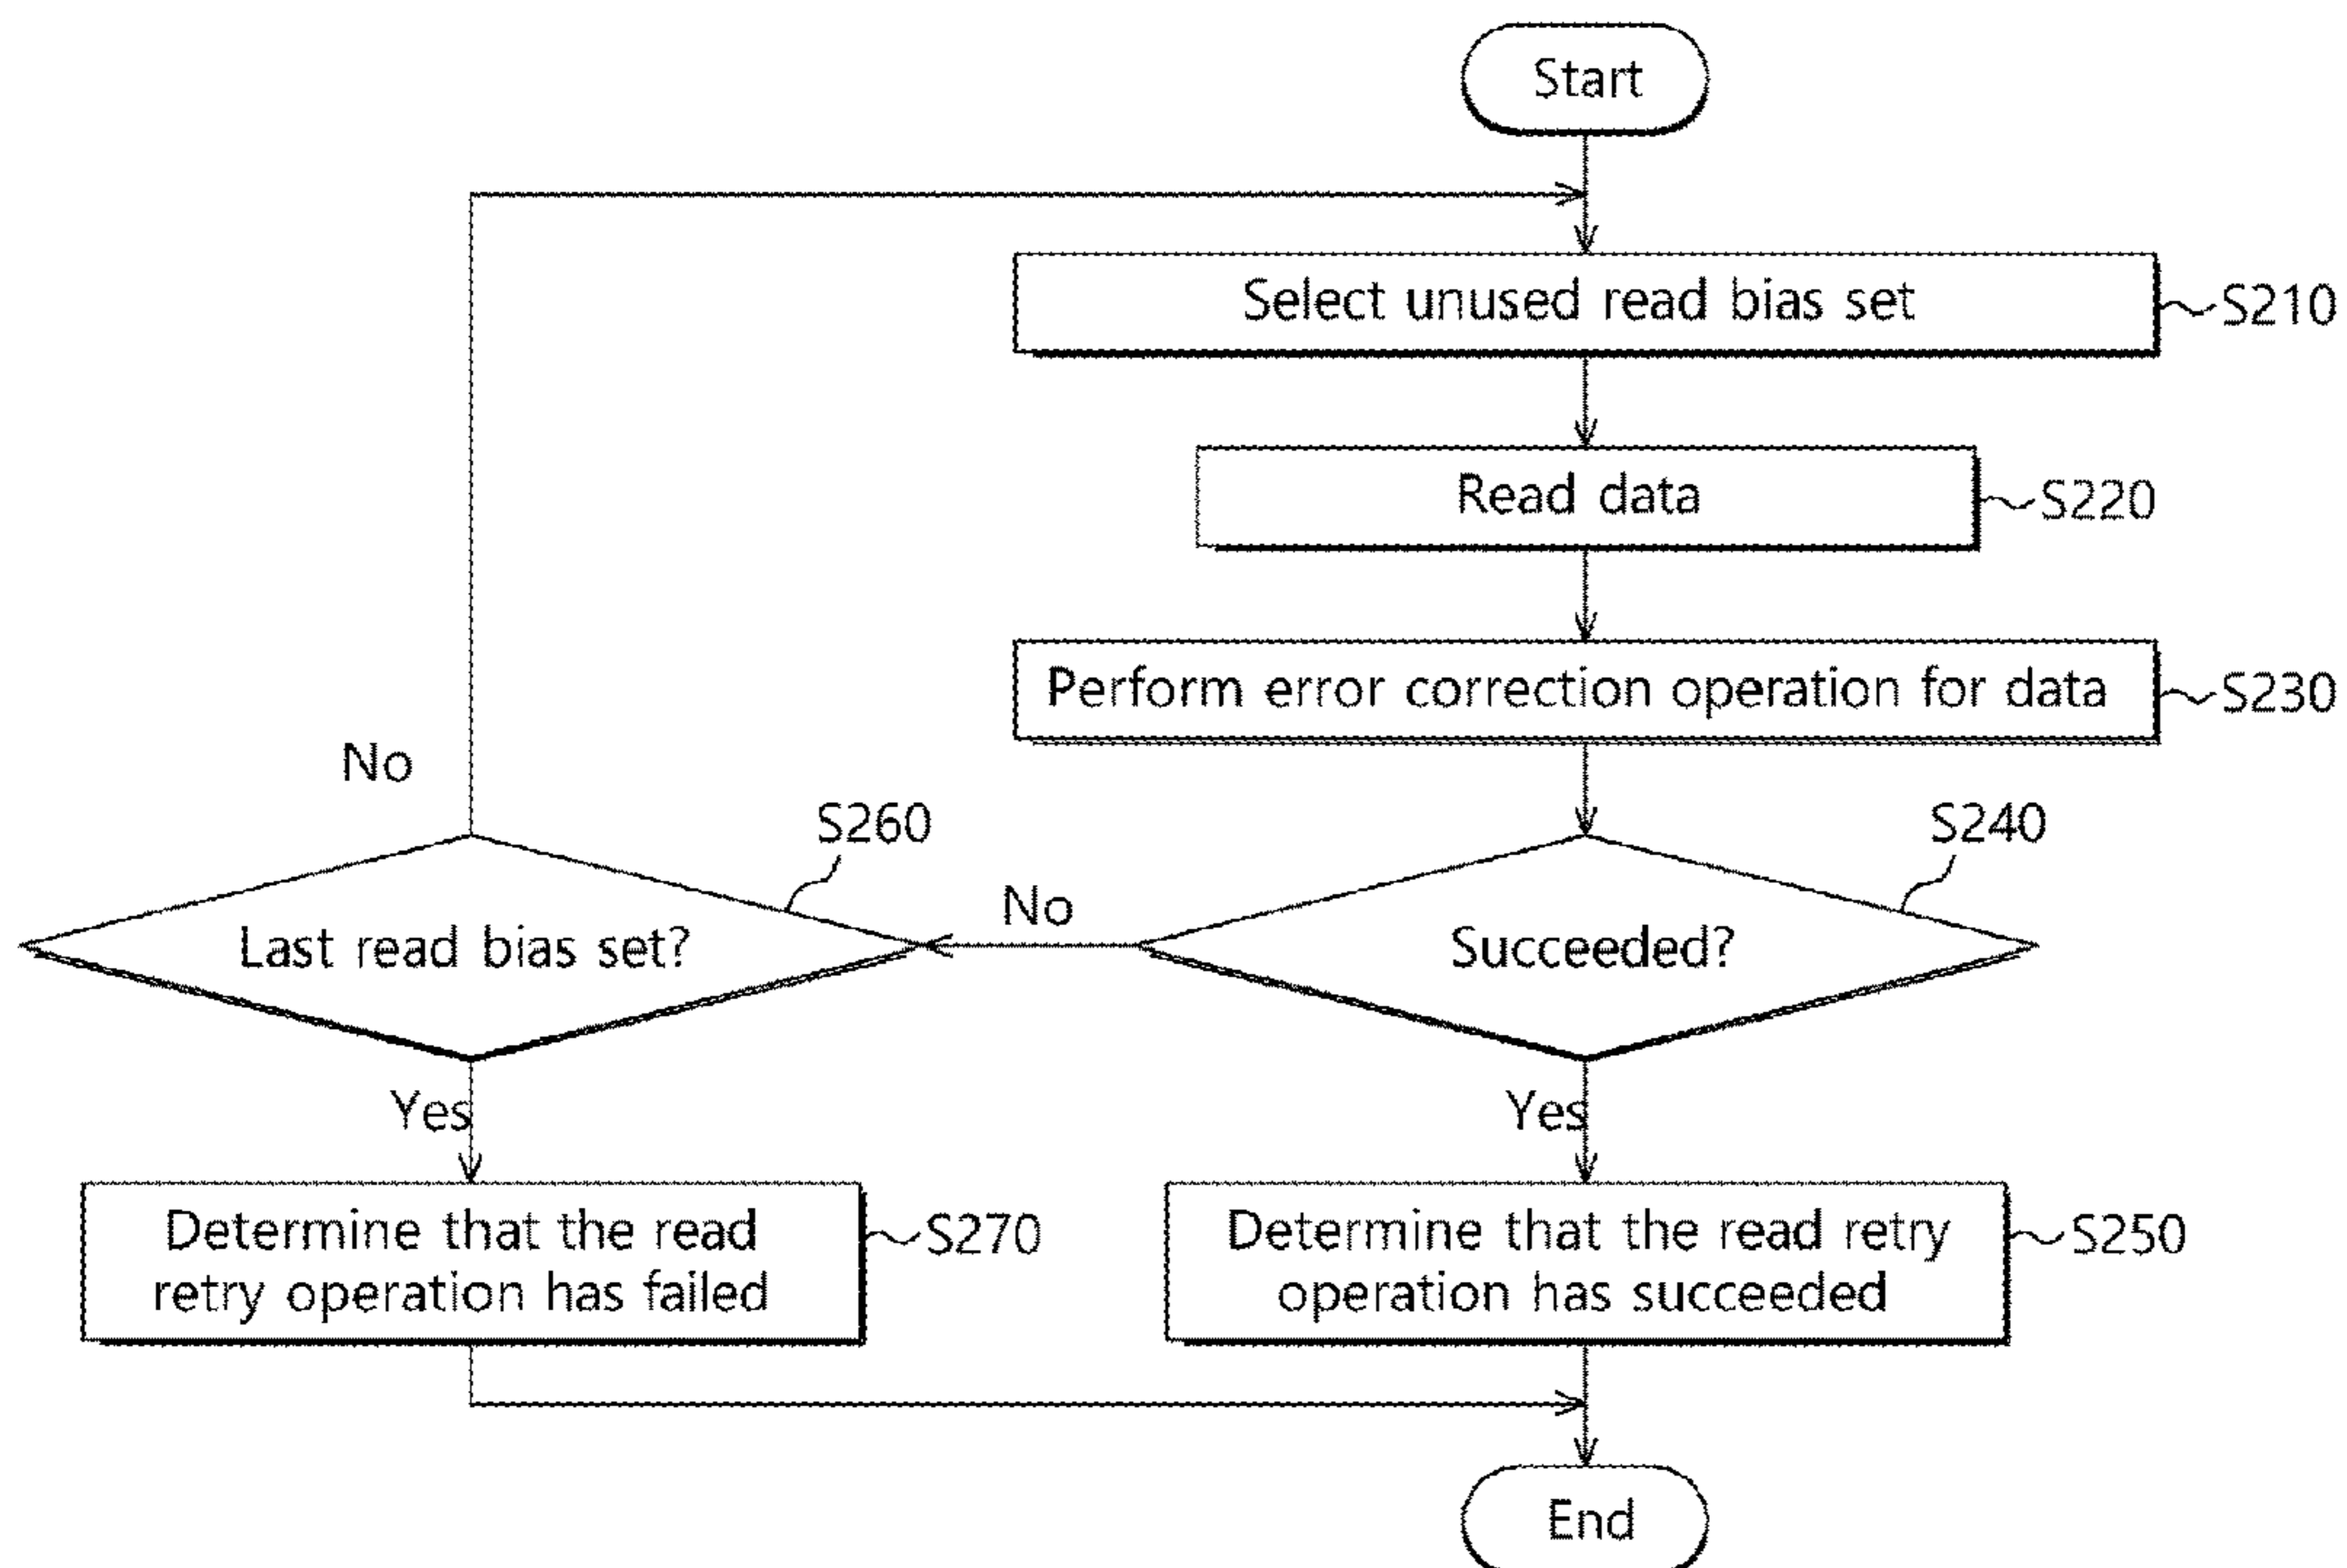 Start
Select unused read bias set
S210
Read data
S220
Perform error correction operation for data
S230
No
S260
S240
Last read bias set?
No
Succeeded?
Yes
Yes
Determine that the read
retry operation has failed
S270
Determine that the read retry
operation has succeeded
S250
End